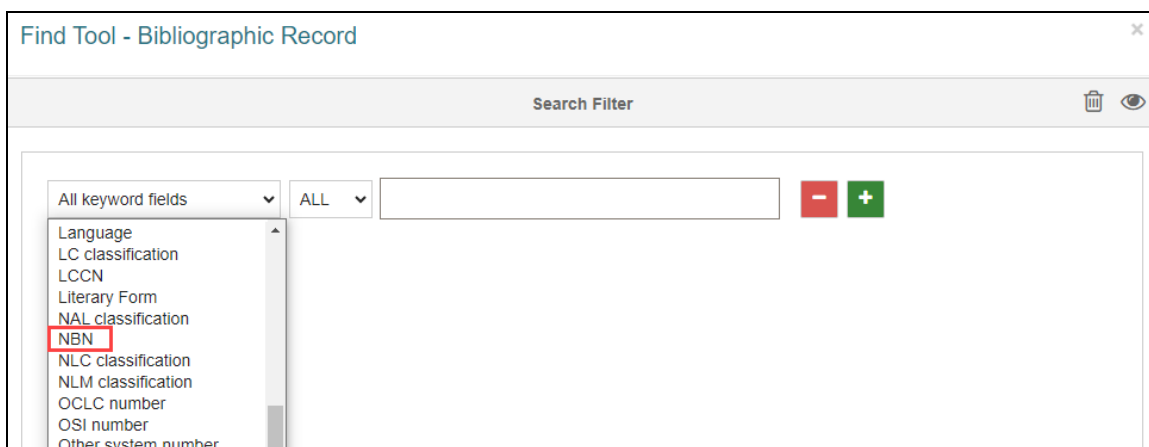 Find Tool - Bibliographic Record
Search Filter
All keyword fields ALL
Language
LC classification
LCCN
Literary Form
NAL classification
NBN
NLC classification
NLM classification
OCLC number
OSI number
Other system number